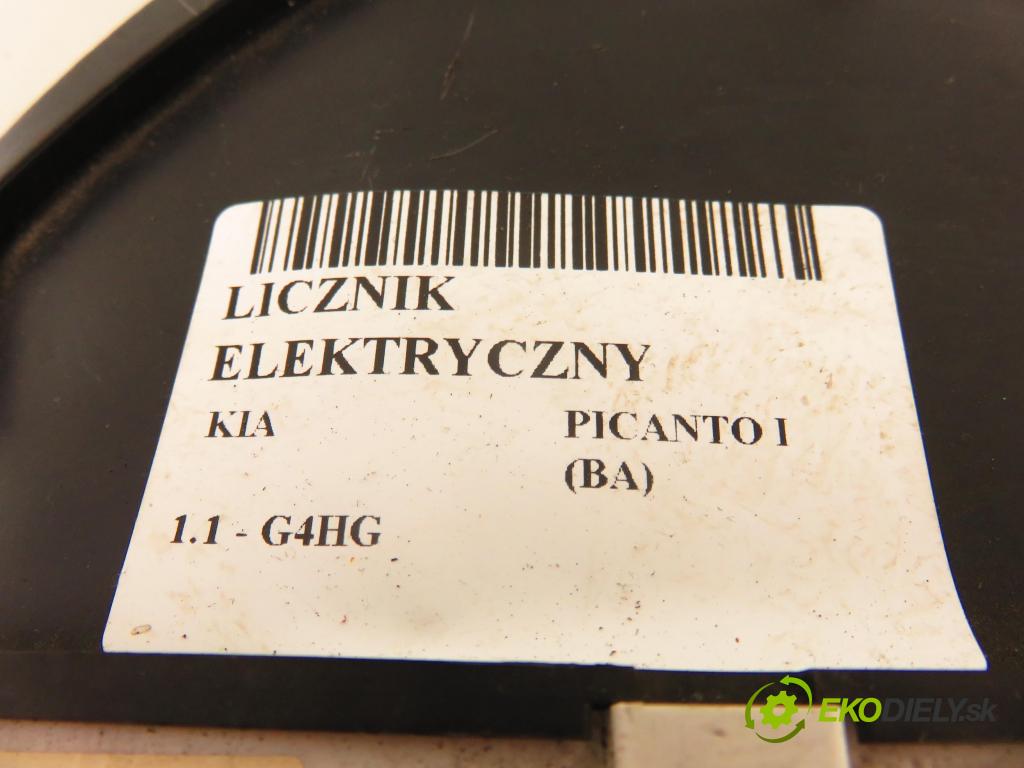 LICZNIK
ELEKTRYCZNY
KIA PICANTO I
(BA)
1.1 - G4HG
EKODIELY.sk